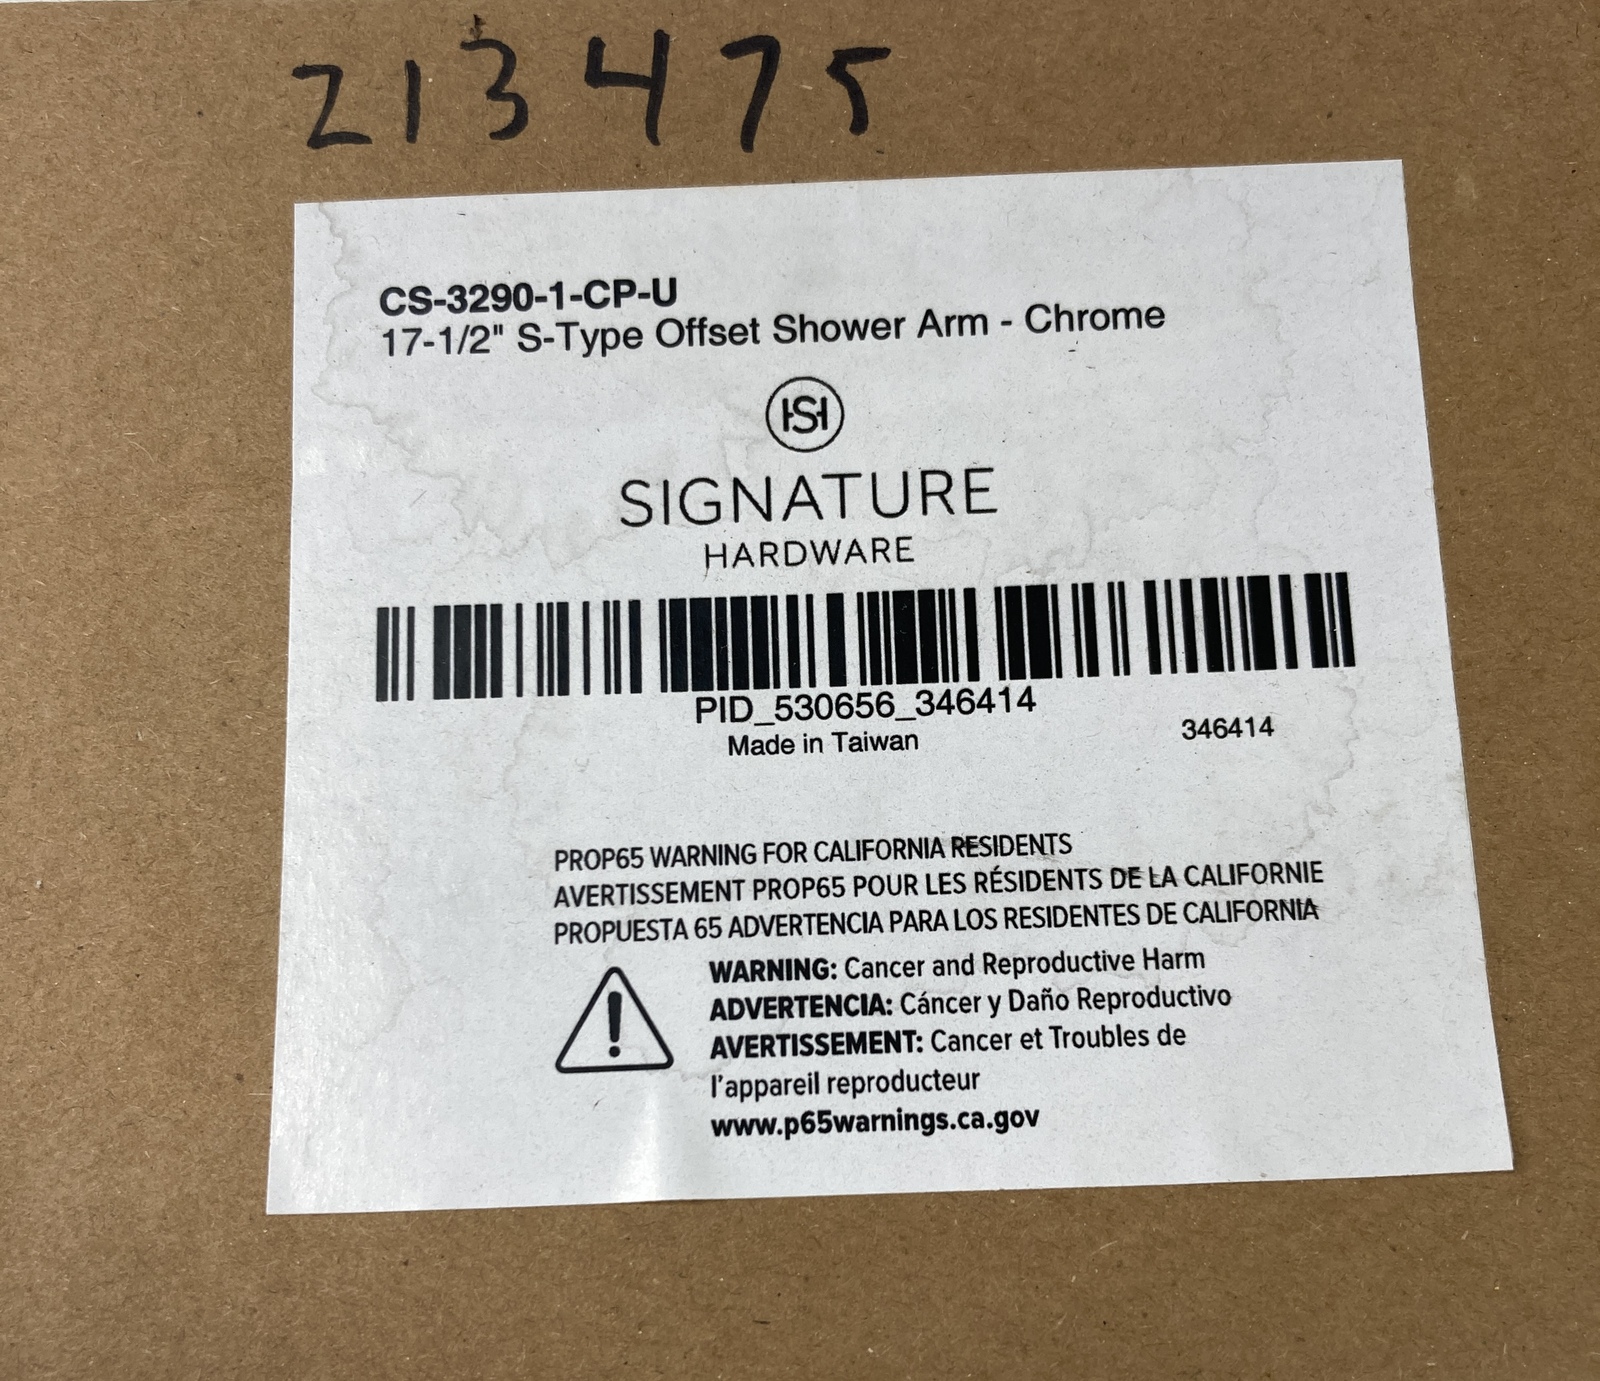 213475
CS-3290-1-CP-U
17-1/2" S-Type Offset Shower Arm - Chrome
HSH
SIGNATURE
HARDWARE
PID_530656_346414
Made in Taiwan
346414
PROP65 WARNING FOR CALIFORNIA RESIDENTS
AVERTISSEMENT PROP65 POUR LES RÉSIDENTS DE LA CALIFORNIE
PROPUESTA 65 ADVERTENCIA PARA LOS RESIDENTES DE CALIFORNIA
WARNING: Cancer and Reproductive Harm
ADVERTENCIA: Cáncer y Daño Reproductivo
AVERTISSEMENT: Cancer et Troubles de
l'appareil reproducteur
www.p65warnings.ca.gov